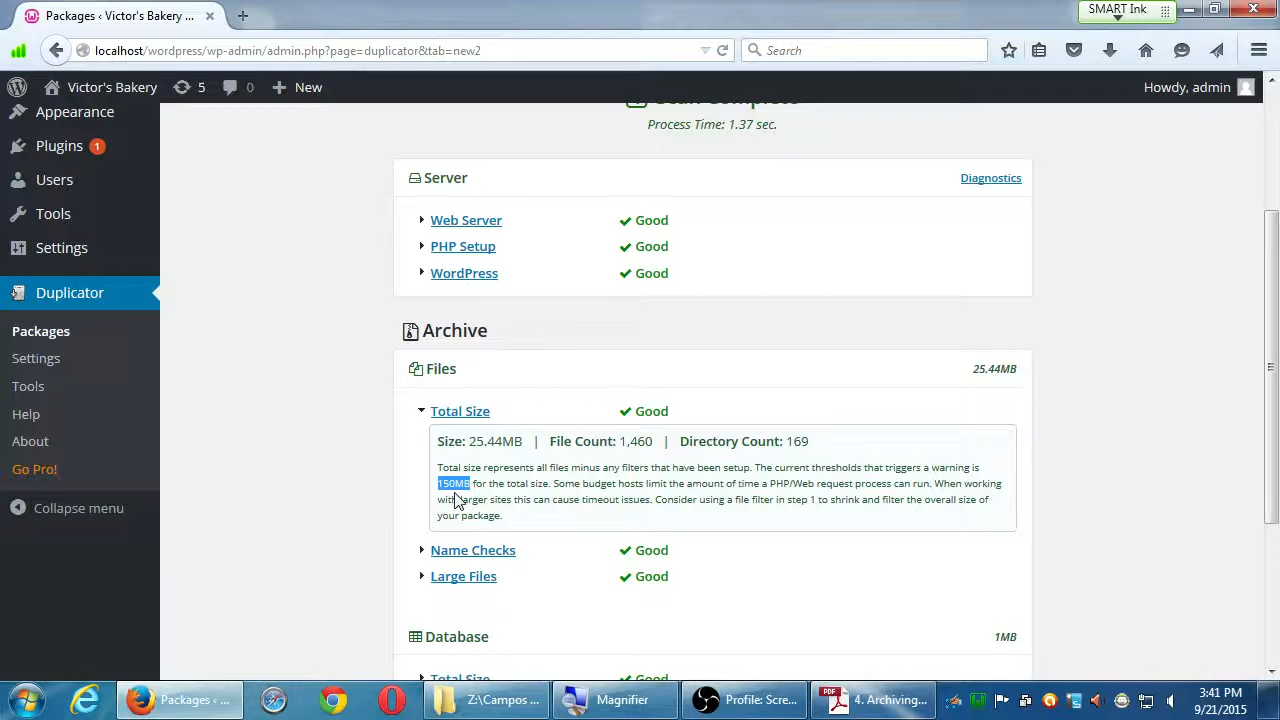 Packages ‹ Victor's Bakery ...
SMART Ink
localhost/wordpress/wp-admin/admin.php?page=duplicator&tab=new2
Search
Victor's Bakery
5
0
New
Howdy, admin
Appearance
Plugins 1
Users
Tools
Settings
Duplicator
Packages
Settings
Tools
Help
About
Go Pro!
Collapse menu
Scan Complete
Process Time: 1.37 sec.
Server
Diagnostics
Web Server Good
PHP Setup Good
WordPress Good
Archive
Files 25.44MB
Total Size Good
Size: 25.44MB | File Count: 1,460 | Directory Count: 169
Total size represents all files minus any filters that have been setup. The current thresholds that triggers a warning is
150MB for the total size. Some budget hosts limit the amount of time a PHP/Web request process can run. When working
with larger sites this can cause timeout issues. Consider using a file filter in step 1 to shrink and filter the overall size of
your package.
Name Checks Good
Large Files Good
Database 1MB
Total Size Good
Packages ‹ ...
Z:\Campos ...
Magnifier
Profile: Scre...
PDF
4. Archiving...
3:41 PM
9/21/2015